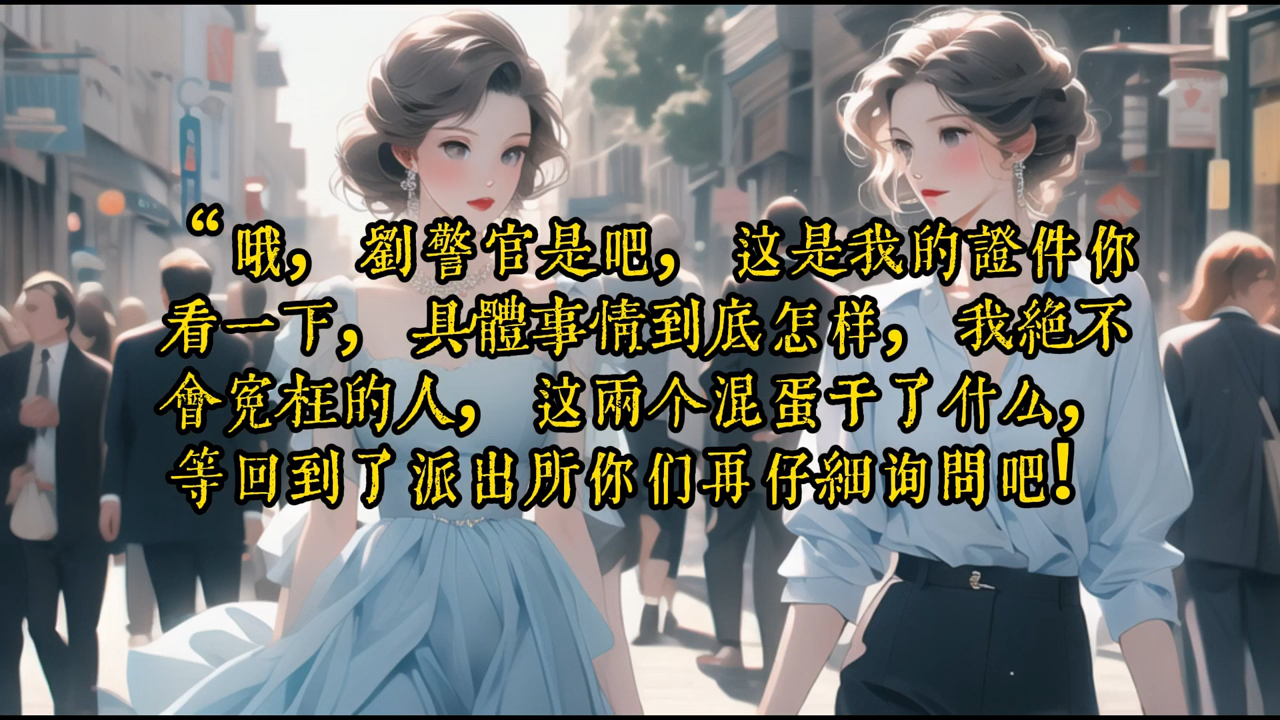 “哦, 劉警官是吧, 这是我的證件你
看一下, 具體事情到底怎样, 我絶不
會冤枉的人, 这兩个混蛋干了什么,
等回到了派出所你们再仔細询問吧!